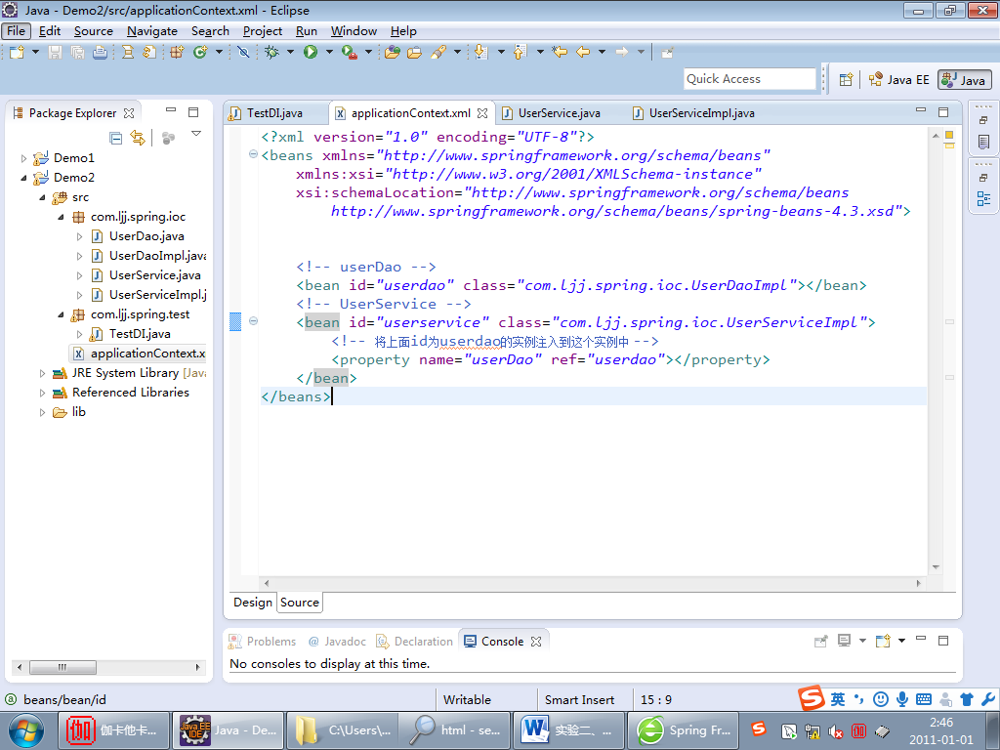 Java - Demo2/src/applicationContext.xml - Eclipse
File Edit Source Navigate Search Project Run Window Help
Quick Access
Java EE
Java
Package Explorer
Demo1
Demo2
src
com.ljj.spring.ioc
UserDao.java
UserDaoImpl.java
UserService.java
UserServiceImpl.j
com.ljj.spring.test
TestDI.java
applicationContext.x
JRE System Library [Java
Referenced Libraries
lib
TestDI.java applicationContext.xml UserService.java UserServiceImpl.java
<?xml version="1.0" encoding="UTF-8"?>
<beans xmlns="http://www.springframework.org/schema/beans"
xmlns:xsi="http://www.w3.org/2001/XMLSchema-instance"
xsi:schemaLocation="http://www.springframework.org/schema/beans
http://www.springframework.org/schema/beans/spring-beans-4.3.xsd">
<!-- userDao -->
<bean id="userdao" class="com.ljj.spring.ioc.UserDaoImpl"></bean>
<!-- UserService -->
<bean id="userservice" class="com.ljj.spring.ioc.UserServiceImpl">
<!-- 将上面id为userdao的实例注入到这个实例中 -->
<property name="userDao" ref="userdao"></property>
</bean>
</beans>
Design Source
Problems @ Javadoc Declaration Console
No consoles to display at this time.
beans/bean/id Writable Smart Insert 15 : 9
英
伽 伽卡他卡...
Java EE IDE Java - De...
C:\Users\...
html - se...
实验二、...
Spring Fr...
2:46
2011-01-01